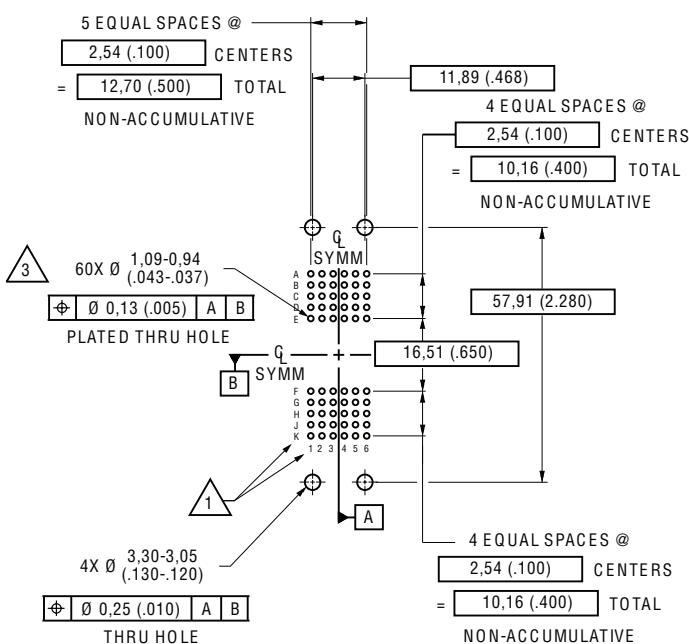 5 EQUAL SPACES @
2,54 (.100) CENTERS
= 12,70 (.500) TOTAL
NON-ACCUMULATIVE
11,89 (.468)
4 EQUAL SPACES @
2,54 (.100) CENTERS
= 10,16 (.400) TOTAL
NON-ACCUMULATIVE
℄
SYMM
3
60X Ø 1,09-0,94
(.043-.037)
⌖ Ø 0,13 (.005) A B
PLATED THRU HOLE
A
B
C
D
E
57,91 (2.280)
16,51 (.650)
℄
SYMM
B
F
G
H
J
K
1 2 3 4 5 6
1
A
4X Ø 3,30-3,05
(.130-.120)
⌖ Ø 0,25 (.010) A B
THRU HOLE
4 EQUAL SPACES @
2,54 (.100) CENTERS
= 10,16 (.400) TOTAL
NON-ACCUMULATIVE